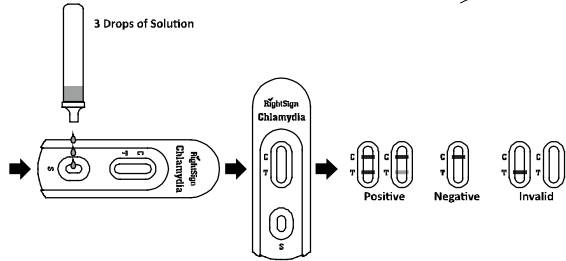 3 Drops of Solution
S
T C
RightSign
Chlamydia
RightSign
Chlamydia
C
T
S
C
T
C
T
Positive
C
T
Negative
C
T
C
T
Invalid